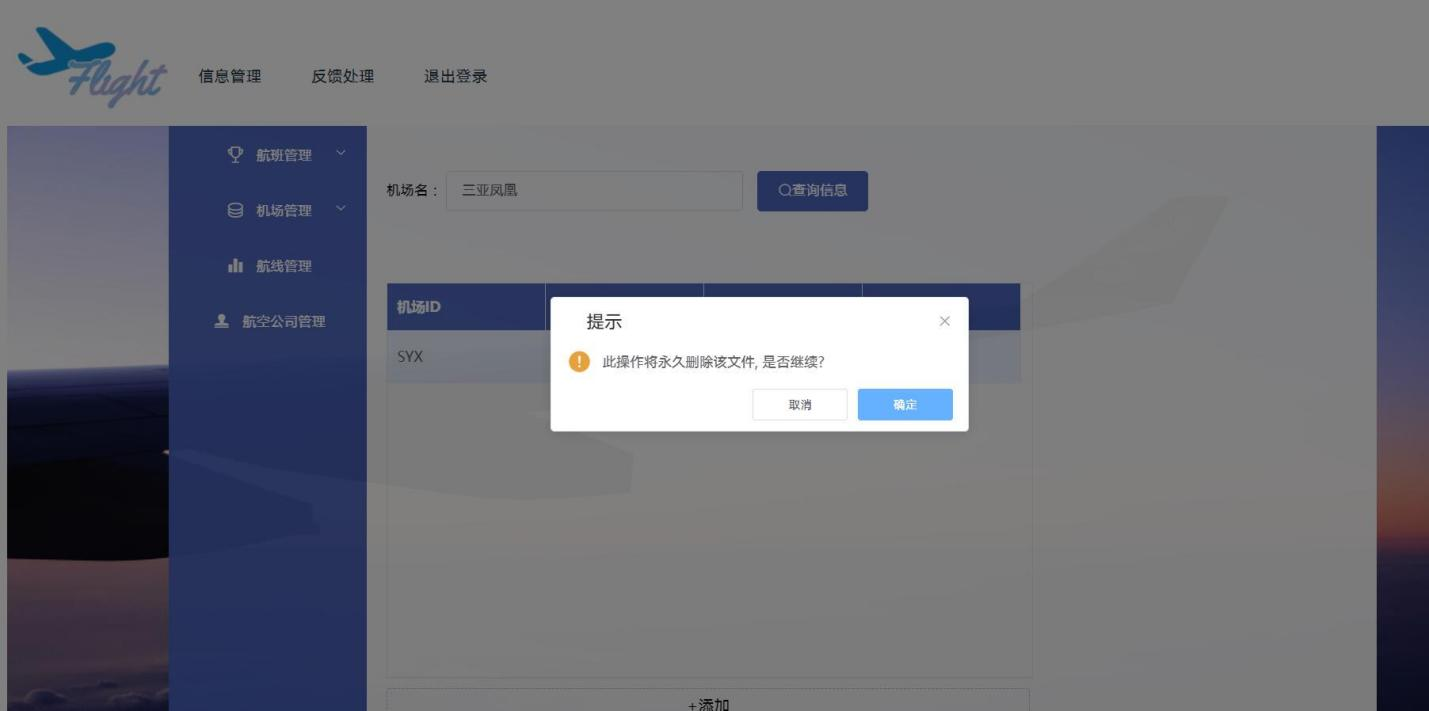 Flight
信息管理 反馈处理 退出登录
航班管理
机场管理
航线管理
航空公司管理
机场名： 三亚凤凰 查询信息
机场ID
SYX
提示
此操作将永久删除该文件, 是否继续?
取消 确定
+添加